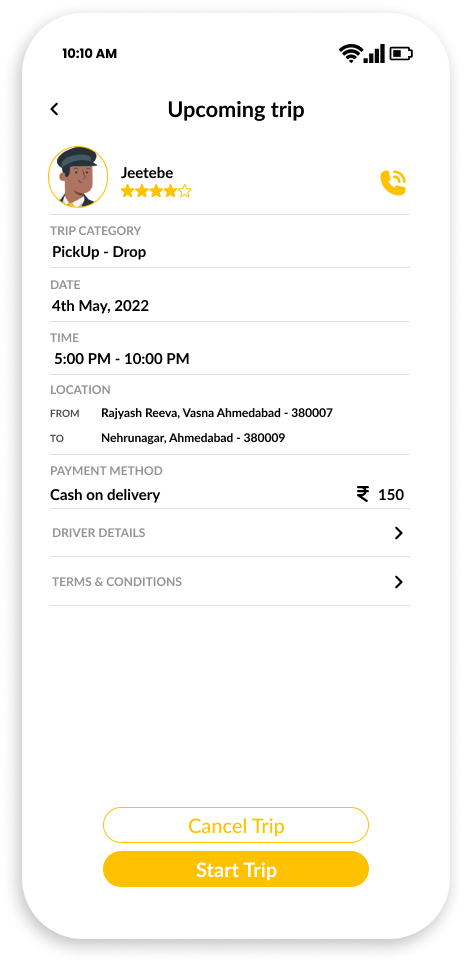 10:10 AM
Upcoming trip
Jeetebe
TRIP CATEGORY
PickUp - Drop
DATE
4th May, 2022
TIME
5:00 PM - 10:00 PM
LOCATION
FROM Rajyash Reeva, Vasna Ahmedabad - 380007
TO Nehrunagar, Ahmedabad - 380009
PAYMENT METHOD
Cash on delivery ₹ 150
DRIVER DETAILS
TERMS & CONDITIONS
Cancel Trip
Start Trip